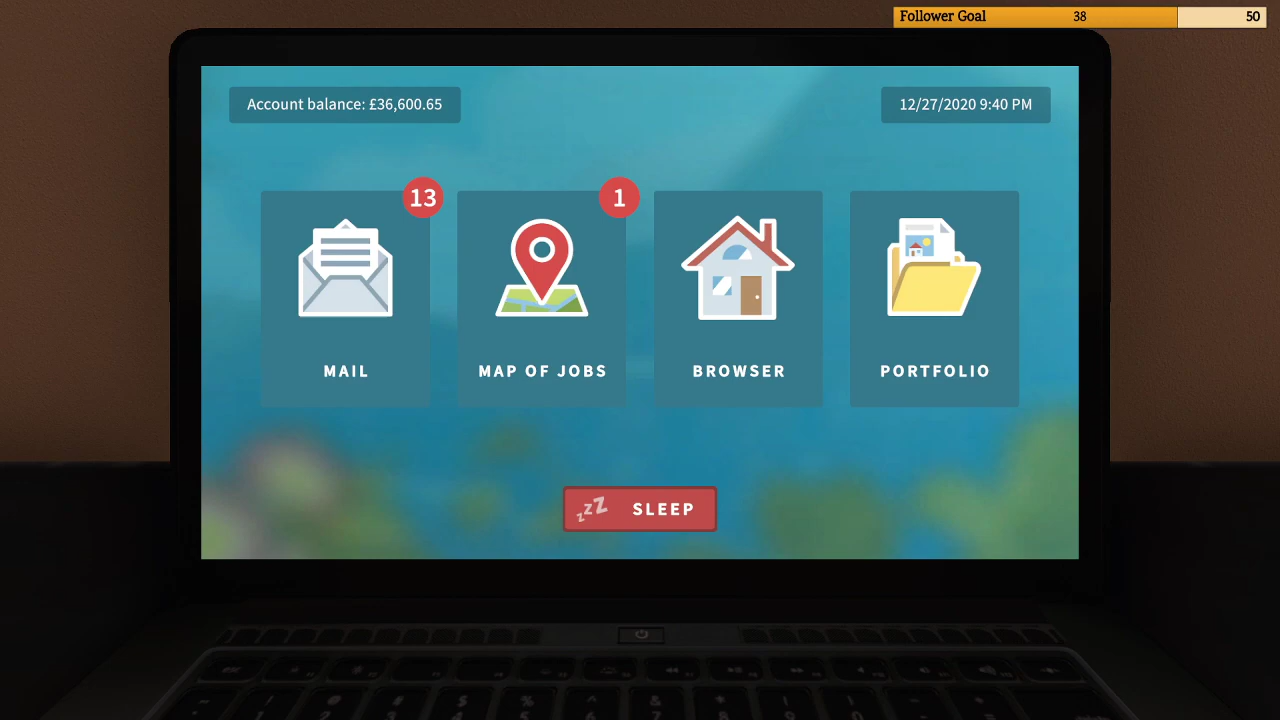 Follower Goal 38 50
Account balance: £36,600.65
12/27/2020 9:40 PM
13
1
MAIL
MAP OF JOBS
BROWSER
PORTFOLIO
zzZ SLEEP